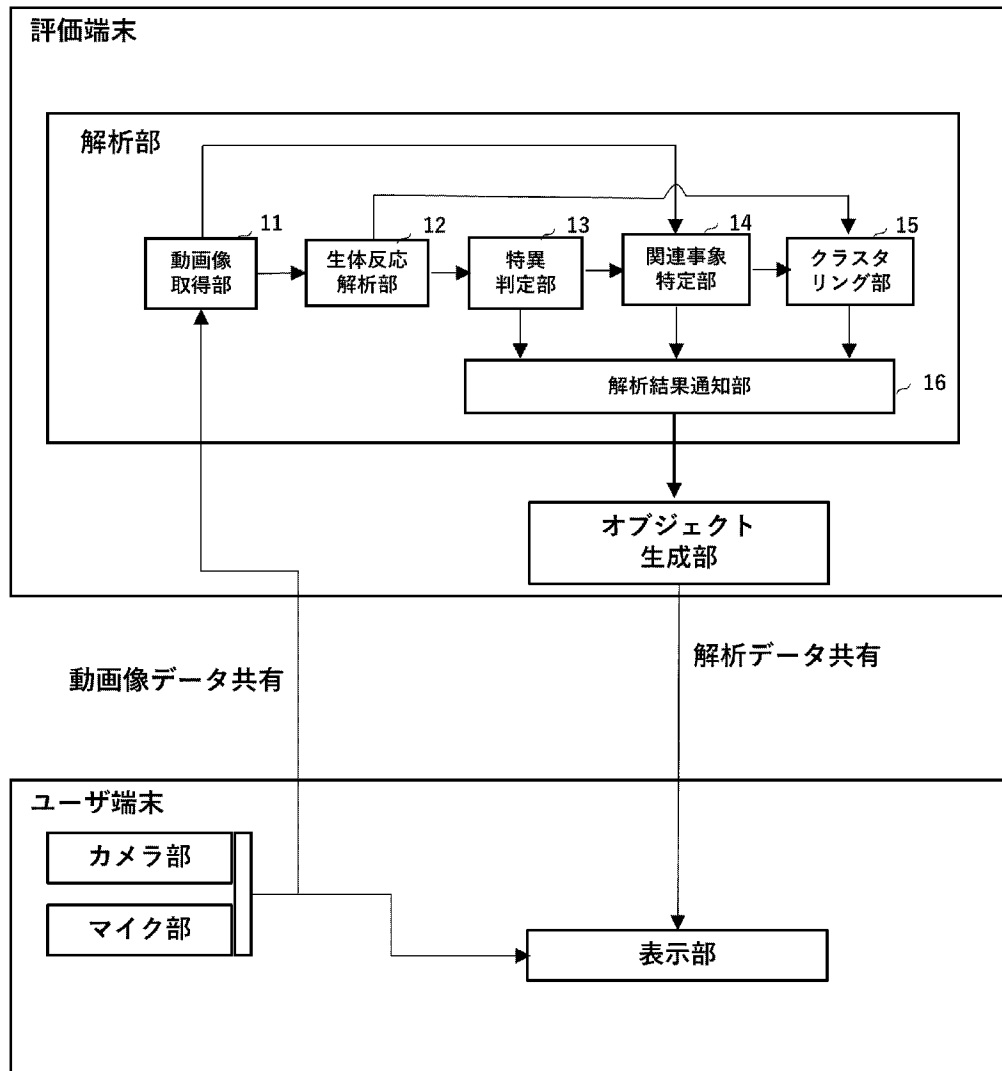 評価端末
解析部
11
12
13
14
15
動画像
取得部
生体反応
解析部
特異
判定部
関連事象
特定部
クラスタ
リング部
解析結果通知部
16
オブジェクト
生成部
動画像データ共有
解析データ共有
ユーザ端末
カメラ部
マイク部
表示部